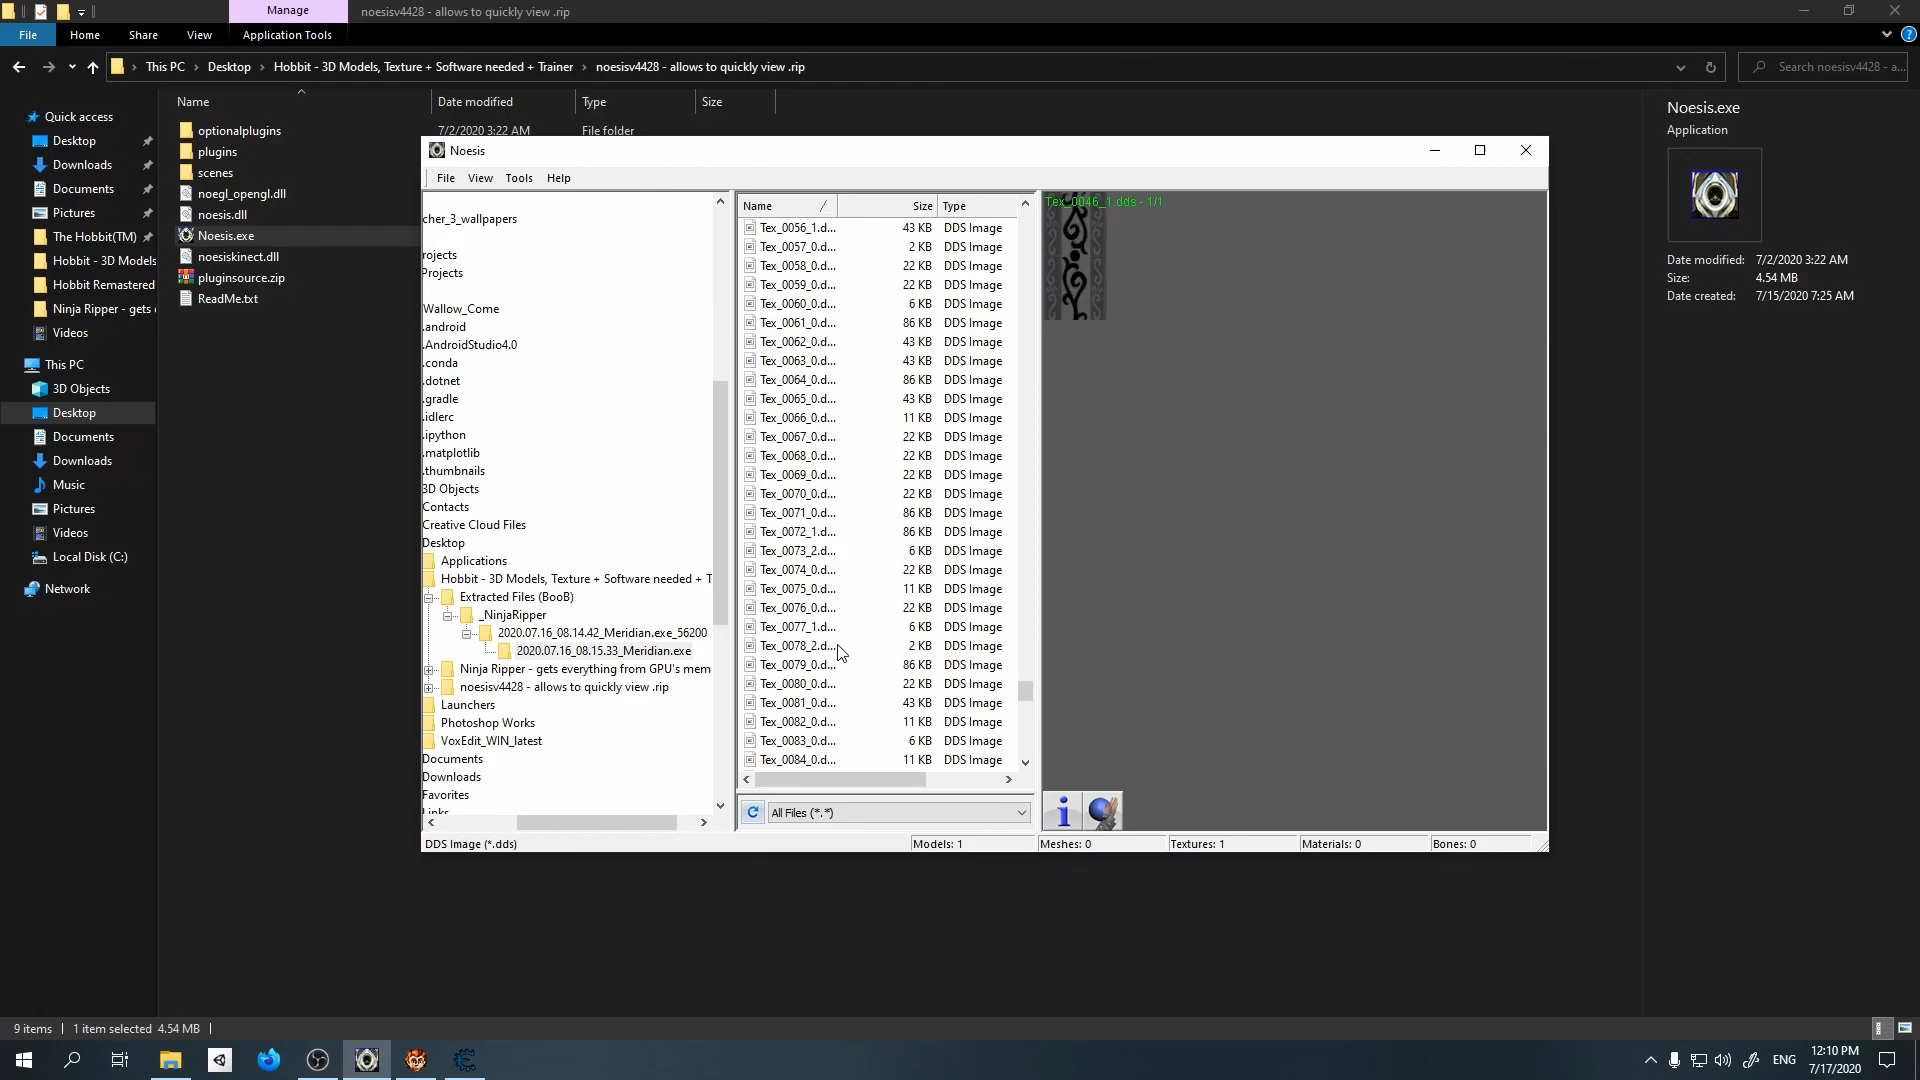 Manage
noesisv4428 - allows to quickly view .rip
File
Home
Share
View
Application Tools
This PC
Desktop
Hobbit - 3D Models, Texture + Software needed + Trainer
noesisv4428 - allows to quickly view .rip
Search noesisv4428 - a...
Quick access
Desktop
Downloads
Documents
Pictures
The Hobbit(TM)
Hobbit - 3D Models
Hobbit Remastered
Ninja Ripper - gets
Videos
This PC
3D Objects
Desktop
Documents
Downloads
Music
Pictures
Videos
Local Disk (C:)
Network
Name
Date modified
Type
Size
optionalplugins
7/2/2020 3:22 AM
File folder
plugins
scenes
noegl_opengl.dll
noesis.dll
Noesis.exe
noesiskinect.dll
pluginsource.zip
ReadMe.txt
Noesis
File
View
Tools
Help
cher_3_wallpapers
rojects
Projects
Wallow_Come
.android
.AndroidStudio4.0
.conda
.dotnet
.gradle
.idlerc
.ipython
.matplotlib
.thumbnails
3D Objects
Contacts
Creative Cloud Files
Desktop
Applications
Hobbit - 3D Models, Texture + Software needed + T
Extracted Files (BooB)
_NinjaRipper
2020.07.16_08.14.42_Meridian.exe_56200
2020.07.16_08.15.33_Meridian.exe
Ninja Ripper - gets everything from GPU's mem
noesisv4428 - allows to quickly view .rip
Launchers
Photoshop Works
VoxEdit_WIN_latest
Documents
Downloads
Favorites
Links
Name
Size
Type
Tex_0056_1.d... 43 KB DDS Image
Tex_0057_0.d... 2 KB DDS Image
Tex_0058_0.d... 22 KB DDS Image
Tex_0059_0.d... 22 KB DDS Image
Tex_0060_0.d... 6 KB DDS Image
Tex_0061_0.d... 86 KB DDS Image
Tex_0062_0.d... 43 KB DDS Image
Tex_0063_0.d... 43 KB DDS Image
Tex_0064_0.d... 86 KB DDS Image
Tex_0065_0.d... 43 KB DDS Image
Tex_0066_0.d... 11 KB DDS Image
Tex_0067_0.d... 22 KB DDS Image
Tex_0068_0.d... 22 KB DDS Image
Tex_0069_0.d... 22 KB DDS Image
Tex_0070_0.d... 22 KB DDS Image
Tex_0071_0.d... 86 KB DDS Image
Tex_0072_1.d... 86 KB DDS Image
Tex_0073_2.d... 6 KB DDS Image
Tex_0074_0.d... 22 KB DDS Image
Tex_0075_0.d... 11 KB DDS Image
Tex_0076_0.d... 22 KB DDS Image
Tex_0077_1.d... 6 KB DDS Image
Tex_0078_2.d... 2 KB DDS Image
Tex_0079_0.d... 86 KB DDS Image
Tex_0080_0.d... 22 KB DDS Image
Tex_0081_0.d... 43 KB DDS Image
Tex_0082_0.d... 11 KB DDS Image
Tex_0083_0.d... 6 KB DDS Image
Tex_0084_0.d... 11 KB DDS Image
All Files (*.*)
Tex_0046_1.dds - 1/1
DDS Image (*.dds)
Models: 1
Meshes: 0
Textures: 1
Materials: 0
Bones: 0
Noesis.exe
Application
Date modified: 7/2/2020 3:22 AM
Size: 4.54 MB
Date created: 7/15/2020 7:25 AM
9 items
1 item selected 4.54 MB
ENG
12:10 PM
7/17/2020